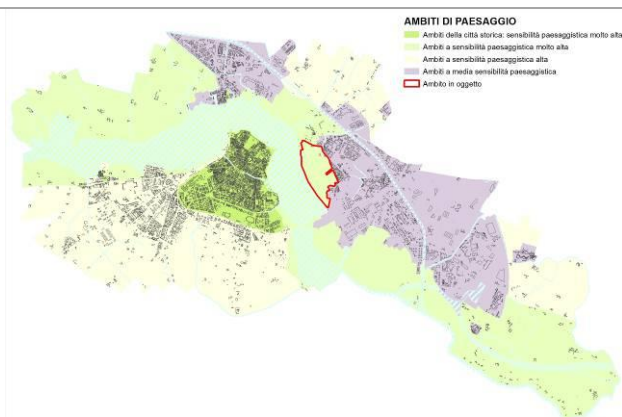 AMBITI DI PAESAGGIO
Ambiti della città storica: sensibilità paesaggistica molto alta
Ambiti a sensibilità paesaggistica molto alta
Ambiti a sensibilità paesaggistica alta
Ambiti a media sensibilità paesaggistica
Ambito in oggetto